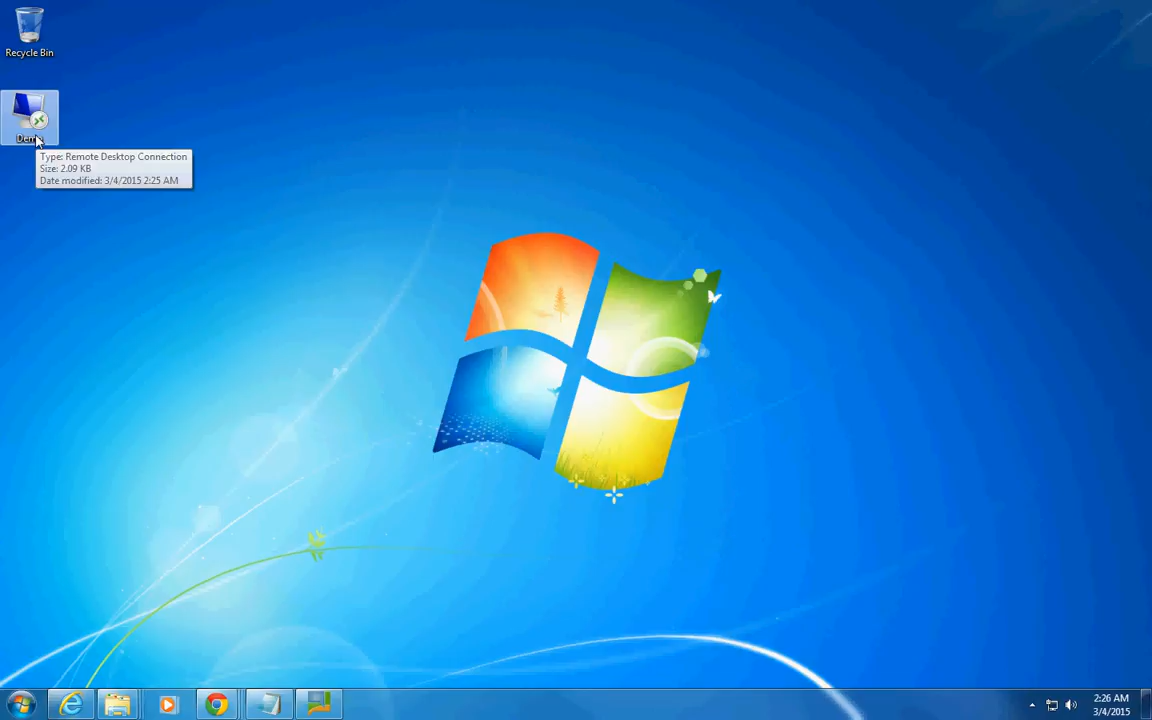 Recycle Bin
Type: Remote Desktop Connection
Size: 2.09 KB
Date modified: 3/4/2015 2:25 AM
2:26 AM
3/4/2015